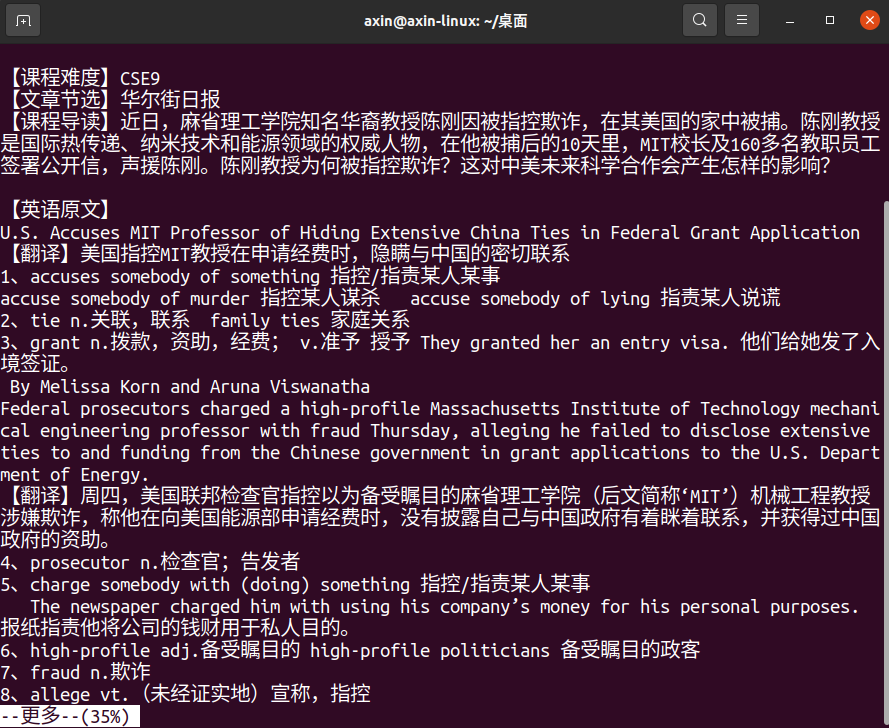 axin@axin-linux: ~/桌面
【课程难度】CSE9
【文章节选】华尔街日报
【课程导读】近日，麻省理工学院知名华裔教授陈刚因被指控欺诈，在其美国的家中被捕。陈刚教授
是国际热传递、纳米技术和能源领域的权威人物，在他被捕后的10天里，MIT校长及160多名教职员工
签署公开信，声援陈刚。陈刚教授为何被指控欺诈？这对中美未来科学合作会产生怎样的影响？
【英语原文】
U.S. Accuses MIT Professor of Hiding Extensive China Ties in Federal Grant Application
【翻译】美国指控MIT教授在申请经费时，隐瞒与中国的密切联系
1、accuses somebody of something 指控/指责某人某事
accuse somebody of murder 指控某人谋杀   accuse somebody of lying 指责某人说谎
2、tie n.关联，联系  family ties 家庭关系
3、grant n.拨款，资助，经费； v.准予 授予 They granted her an entry visa. 他们给她发了入
境签证。
 By Melissa Korn and Aruna Viswanatha
Federal prosecutors charged a high-profile Massachusetts Institute of Technology mechani
cal engineering professor with fraud Thursday, alleging he failed to disclose extensive
ties to and funding from the Chinese government in grant applications to the U.S. Depart
ment of Energy.
【翻译】周四，美国联邦检查官指控以为备受瞩目的麻省理工学院（后文简称‘MIT’）机械工程教授
涉嫌欺诈，称他在向美国能源部申请经费时，没有披露自己与中国政府有着眯着联系，并获得过中国
政府的资助。
4、prosecutor n.检查官；告发者
5、charge somebody with (doing) something 指控/指责某人某事
   The newspaper charged him with using his company’s money for his personal purposes.
报纸指责他将公司的钱财用于私人目的。
6、high-profile adj.备受瞩目的 high-profile politicians 备受瞩目的政客
7、fraud n.欺诈
8、allege vt.（未经证实地）宣称，指控
--更多--(35%)